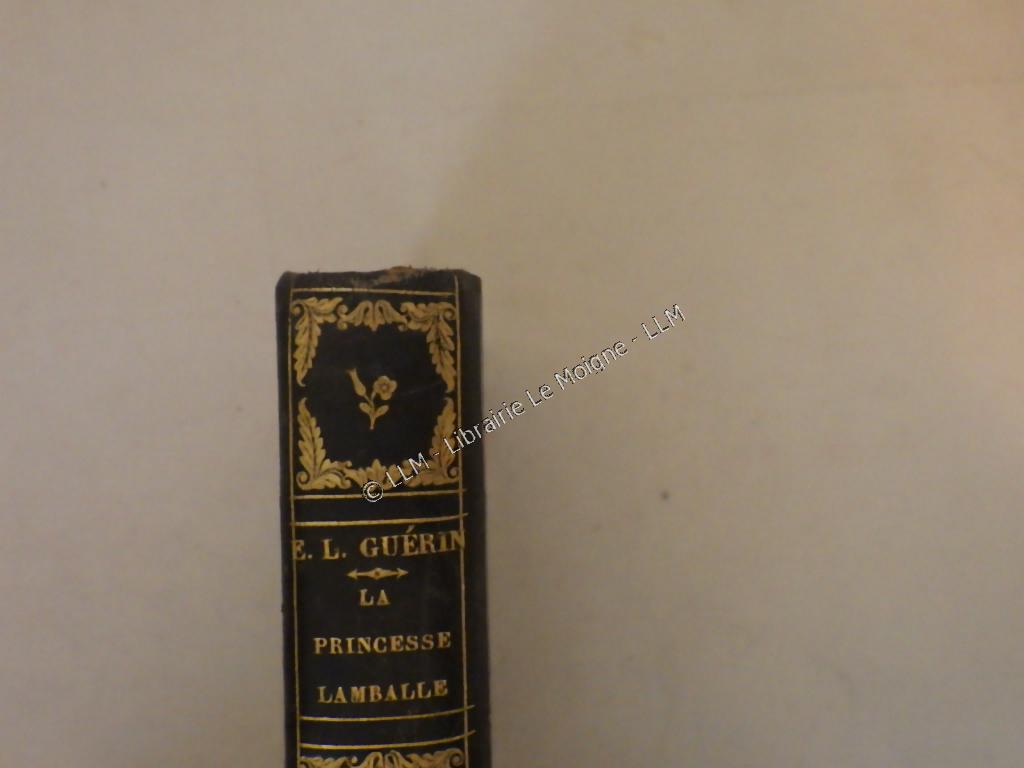 E. L. GUÉRIN
LA
PRINCESSE
LAMBALLE
© LLM - Librairie Le Moigne - LLM